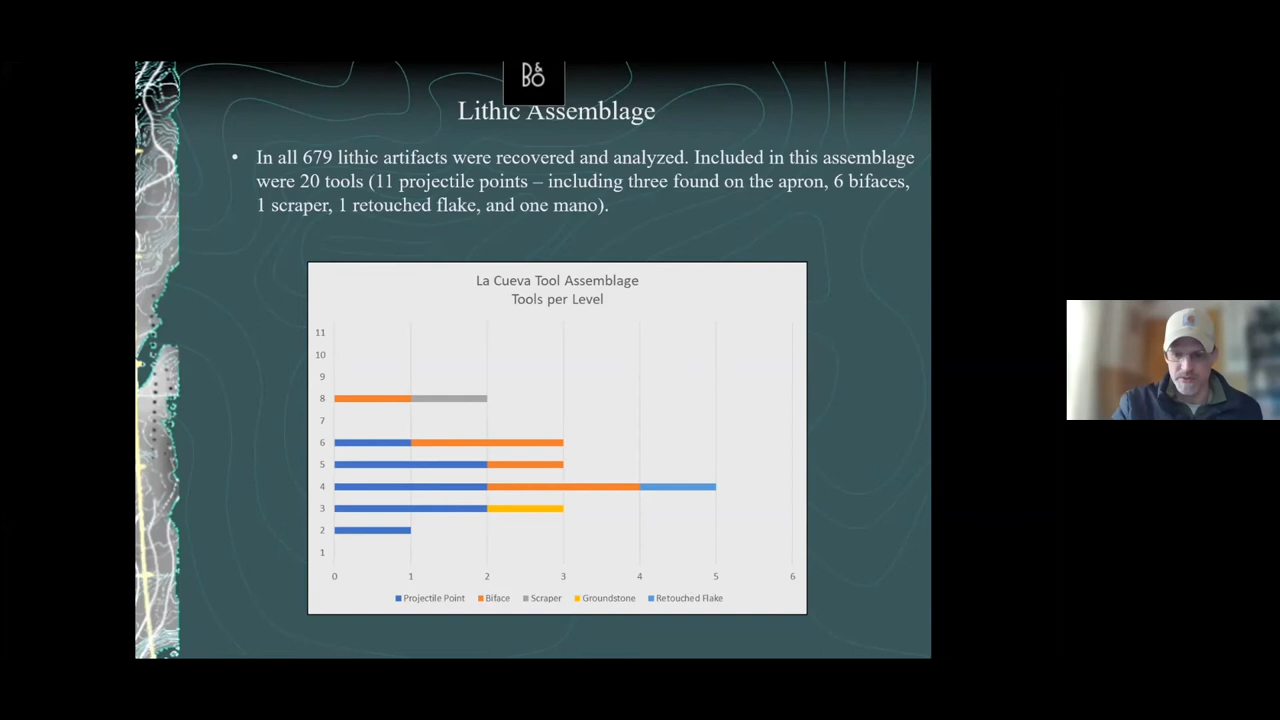 B&O
Lithic Assemblage
• In all 679 lithic artifacts were recovered and analyzed. Included in this assemblage
were 20 tools (11 projectile points – including three found on the apron, 6 bifaces,
1 scraper, 1 retouched flake, and one mano).
La Cueva Tool Assemblage
Tools per Level
11
10
9
8
7
6
5
4
3
2
1
0 1 2 3 4 5 6
Projectile Point Biface Scraper Groundstone Retouched Flake